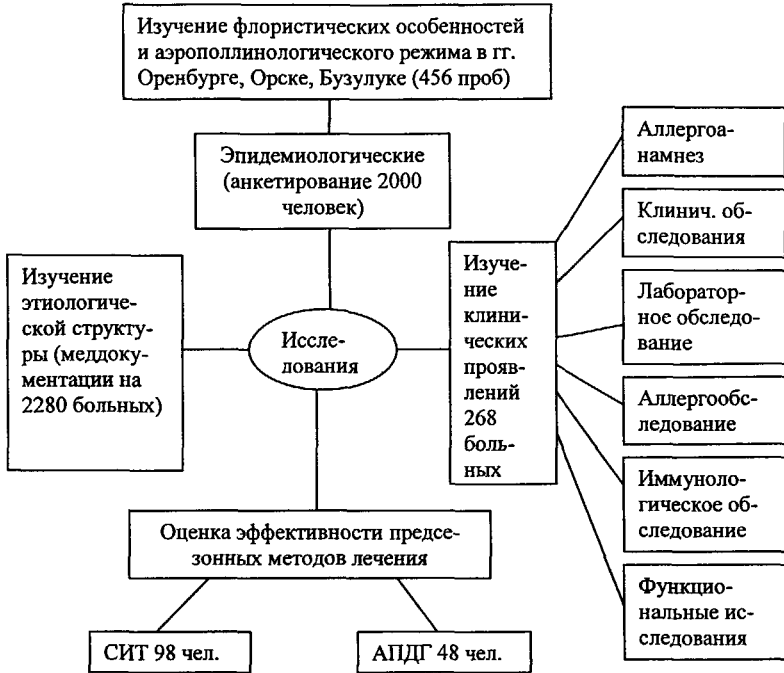 Изучение флористических особенностей
и аэрополлинологического режима в гг.
Оренбурге, Орске, Бузулуке (456 проб)
Эпидемиологические
(анкетирование 2000
человек)
Изучение
этиологиче-
ской структу-
ры (меддоку-
ментации на
2280 больных)
Иссле-
дования
Изуче-
ние
клини-
ческих
прояв-
лений
268
боль-
ных
Аллергоа-
намнез
Клинич. об-
следования
Лаборатор-
ное обследо-
вание
Аллергообс-
ледование
Иммуноло-
гическое об-
следование
Функцио-
нальные ис-
следования
Оценка эффективности предсе-
зонных методов лечения
СИТ 98 чел.
АПДГ 48 чел.